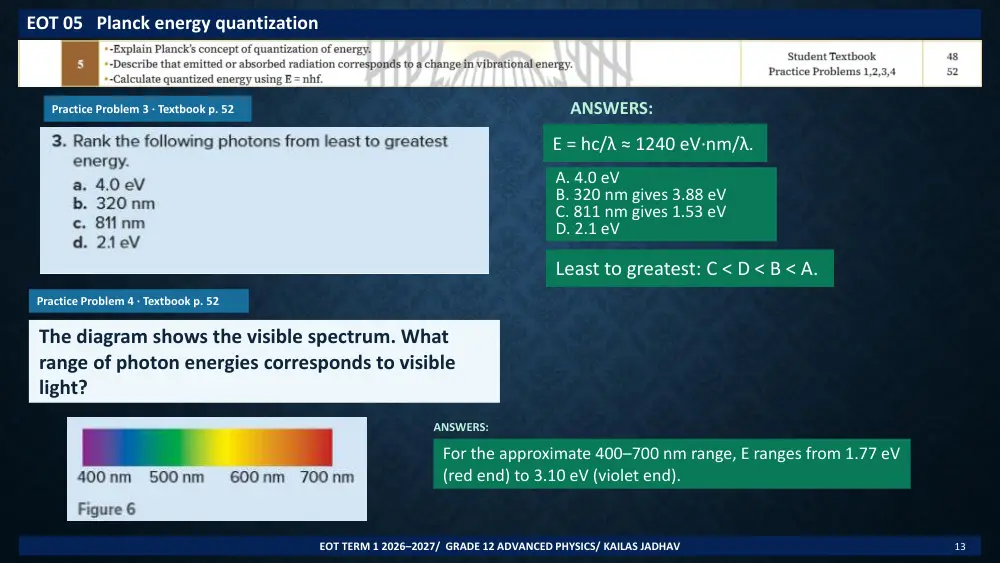 EOT 05 Planck energy quantization
5
•-Explain Planck's concept of quantization of energy.
•-Describe that emitted or absorbed radiation corresponds to a change in vibrational energy.
•-Calculate quantized energy using E = nhf.
Student Textbook
Practice Problems 1,2,3,4
48
52
Practice Problem 3 · Textbook p. 52
3. Rank the following photons from least to greatest
energy.
a. 4.0 eV
b. 320 nm
c. 811 nm
d. 2.1 eV
ANSWERS:
E = hc/λ ≈ 1240 eV·nm/λ.
A. 4.0 eV
B. 320 nm gives 3.88 eV
C. 811 nm gives 1.53 eV
D. 2.1 eV
Least to greatest: C < D < B < A.
Practice Problem 4 · Textbook p. 52
The diagram shows the visible spectrum. What
range of photon energies corresponds to visible
light?
400 nm 500 nm 600 nm 700 nm
Figure 6
ANSWERS:
For the approximate 400–700 nm range, E ranges from 1.77 eV
(red end) to 3.10 eV (violet end).
EOT TERM 1 2026–2027/ GRADE 12 ADVANCED PHYSICS/ KAILAS JADHAV
13